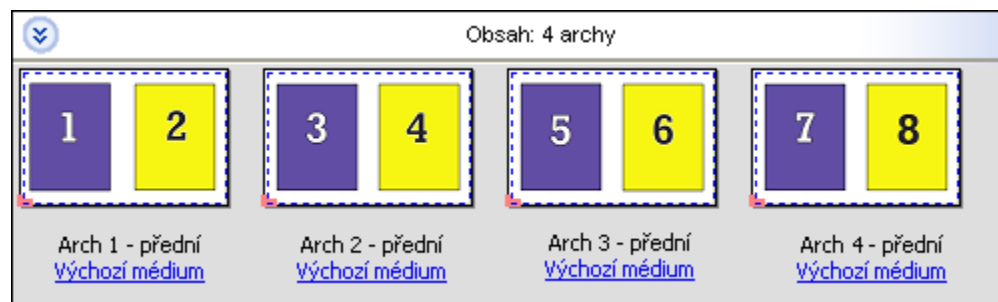 Obsah: 4 archy
1 2 3 4 5 6 7 8
Arch 1 - přední Arch 2 - přední Arch 3 - přední Arch 4 - přední
Výchozí médium Výchozí médium Výchozí médium Výchozí médium